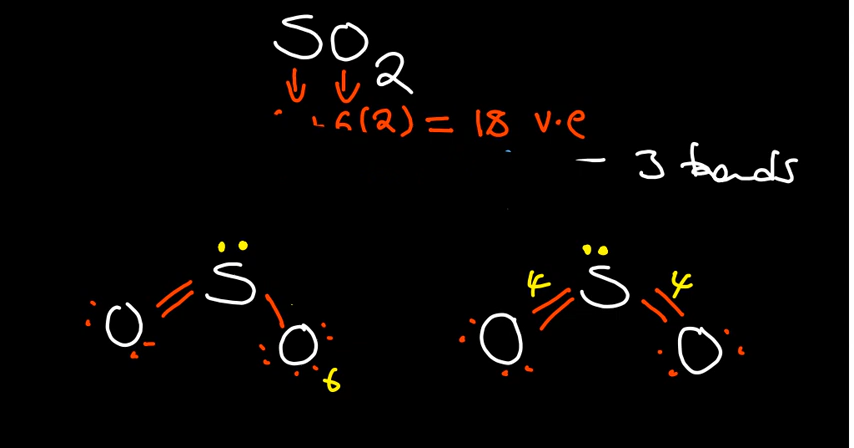 SO2
6(2) = 18 v.e
- 3 bonds
S S
4 4
O O O O
6